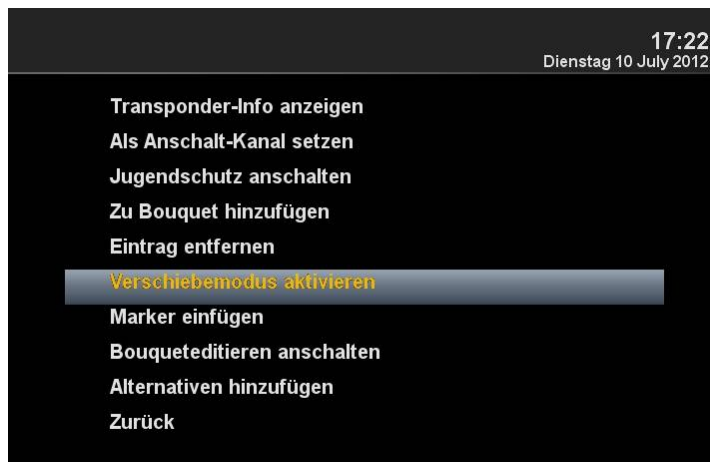 17:22
Dienstag 10 July 2012
Transponder-Info anzeigen
Als Anschalt-Kanal setzen
Jugendschutz anschalten
Zu Bouquet hinzufügen
Eintrag entfernen
Verschiebemodus aktivieren
Marker einfügen
Bouqueteditieren anschalten
Alternativen hinzufügen
Zurück